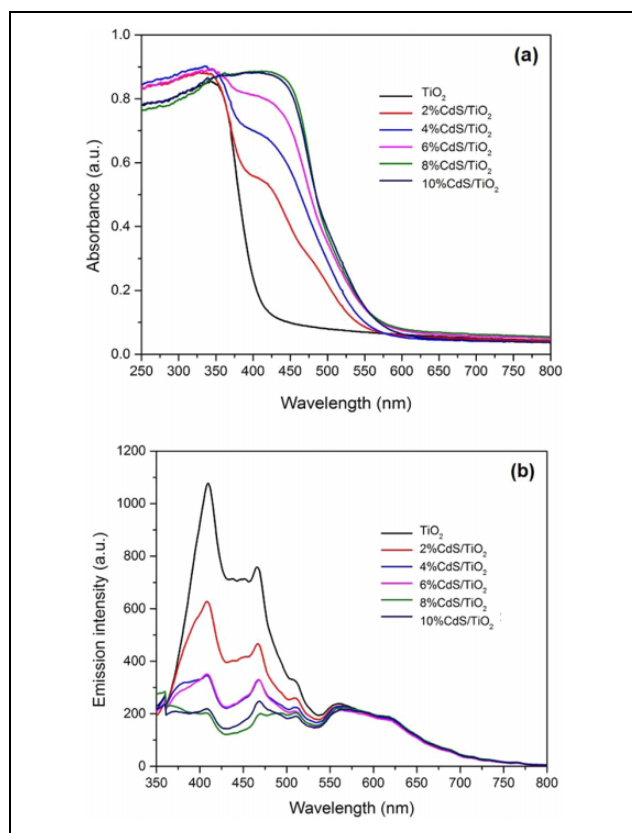 (a)
1.0
0.8
0.6
0.4
0.2
0.0
Absorbance (a.u.)
TiO₂
2%CdS/TiO₂
4%CdS/TiO₂
6%CdS/TiO₂
8%CdS/TiO₂
10%CdS/TiO₂
250 300 350 400 450 500 550 600 650 700 750 800
Wavelength (nm)
(b)
1200
1000
800
600
400
200
0
Emission intensity (a.u.)
TiO₂
2%CdS/TiO₂
4%CdS/TiO₂
6%CdS/TiO₂
8%CdS/TiO₂
10%CdS/TiO₂
350 400 450 500 550 600 650 700 750 800
Wavelength (nm)